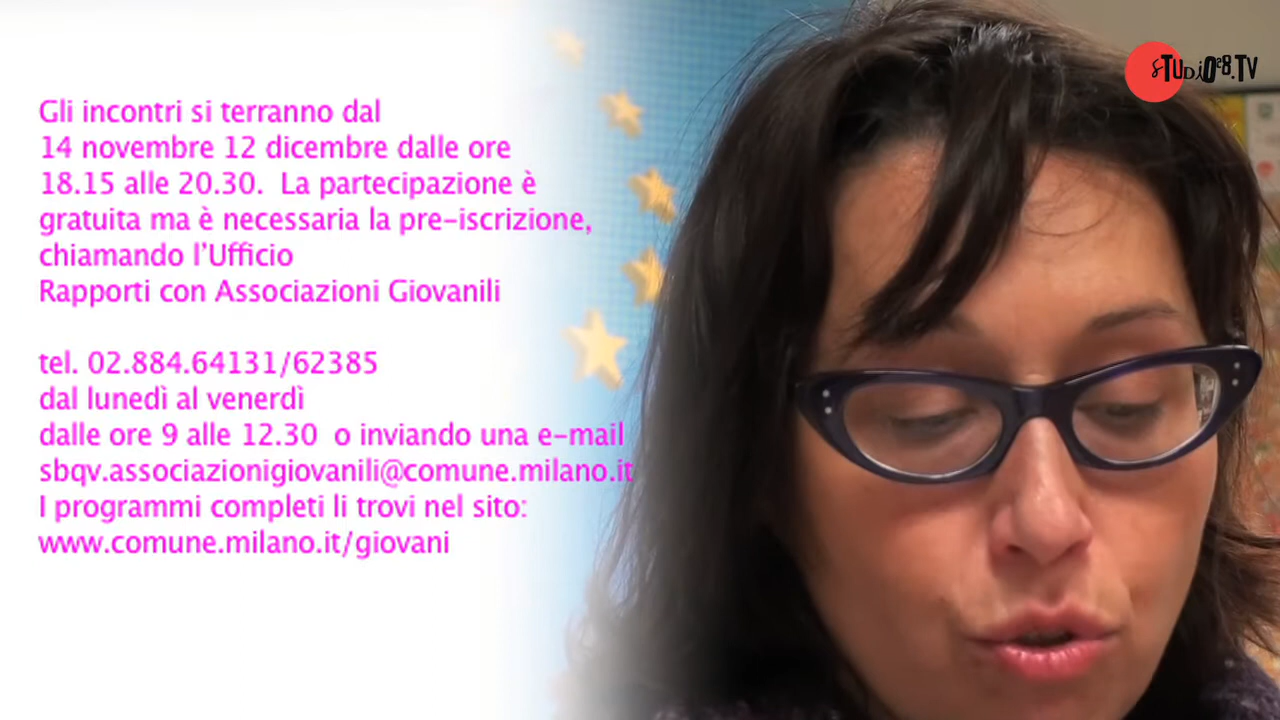 STUDiO28.TV
Gli incontri si terranno dal
14 novembre 12 dicembre dalle ore
18.15 alle 20.30.  La partecipazione è
gratuita ma è necessaria la pre-iscrizione,
chiamando l'Ufficio
Rapporti con Associazioni Giovanili
tel. 02.884.64131/62385
dal lunedì al venerdì
dalle ore 9 alle 12.30  o inviando una e-mail
sbqv.associazionigiovanili@comune.milano.it
I programmi completi li trovi nel sito:
www.comune.milano.it/giovani